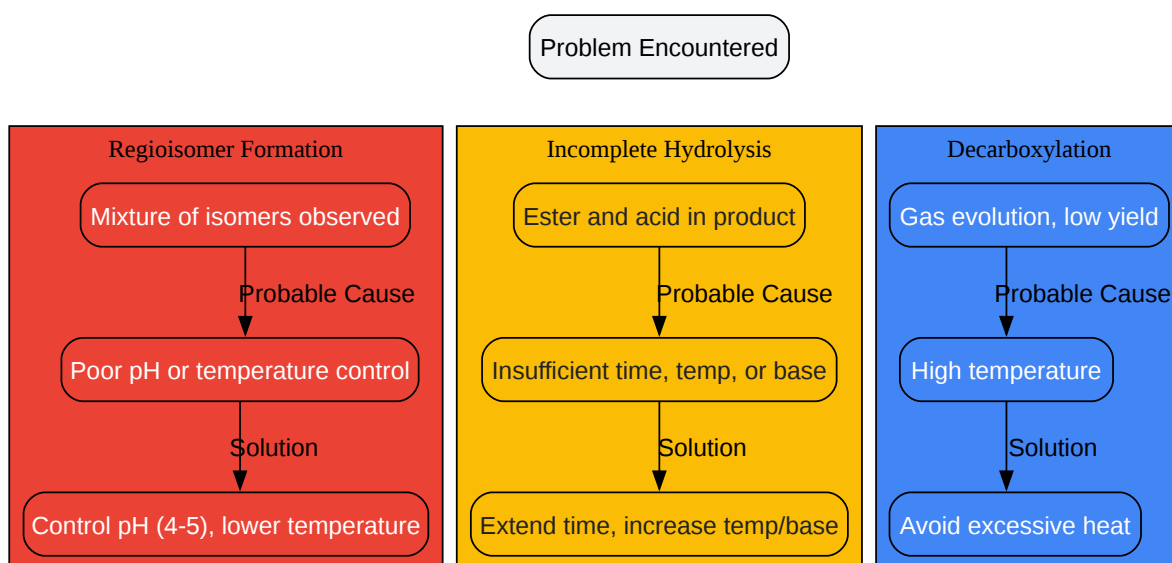 Problem Encountered
Regioisomer Formation
Mixture of isomers observed
Probable Cause
Poor pH or temperature control
Solution
Control pH (4-5), lower temperature
Incomplete Hydrolysis
Ester and acid in product
Probable Cause
Insufficient time, temp, or base
Solution
Extend time, increase temp/base
Decarboxylation
Gas evolution, low yield
Probable Cause
High temperature
Solution
Avoid excessive heat